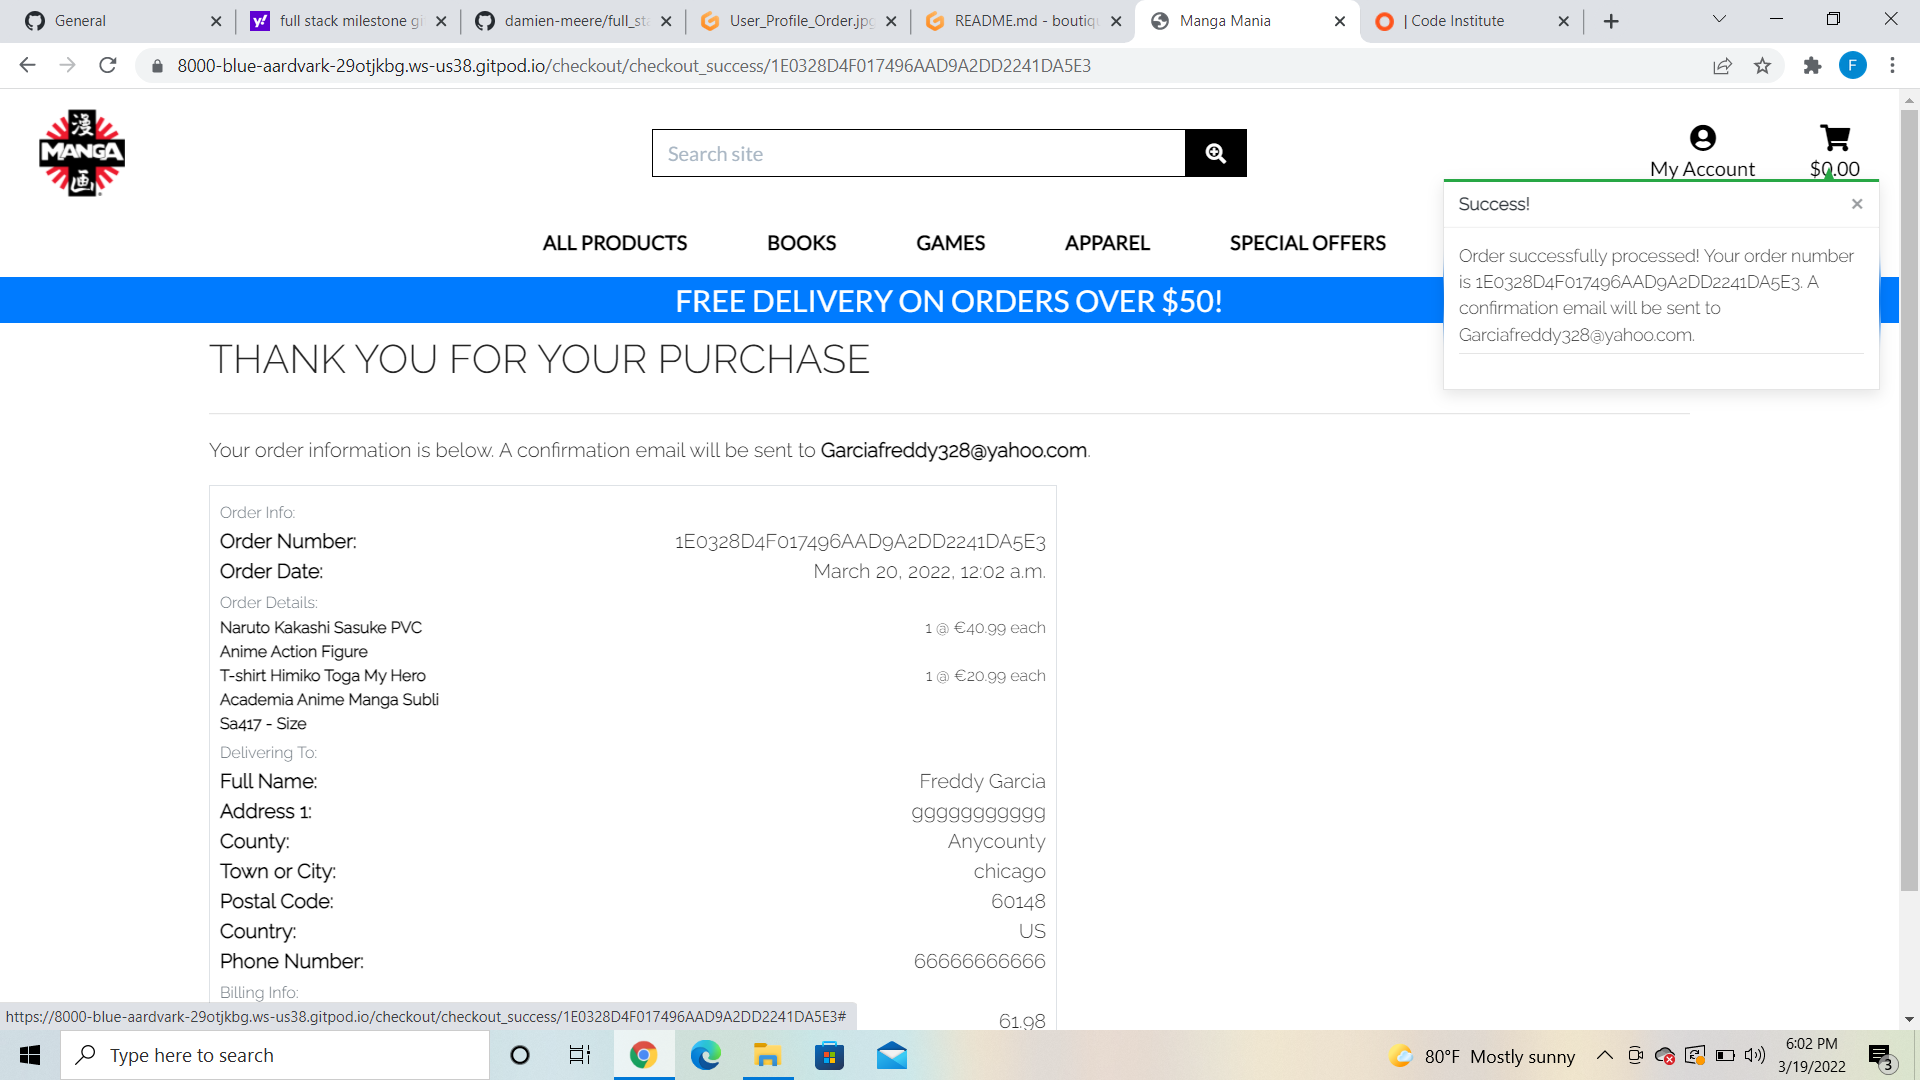 General
full stack milestone gi
damien-meere/full_sta
User_Profile_Order.jpg
README.md - boutiqu
Manga Mania
| Code Institute
8000-blue-aardvark-29otjkbg.ws-us38.gitpod.io/checkout/checkout_success/1E0328D4F017496AAD9A2DD2241DA5E3
F
漫
MANGA
画
Search site
My Account
$0.00
ALL PRODUCTS
BOOKS
GAMES
APPAREL
SPECIAL OFFERS
Success!
×
Order successfully processed! Your order number
is 1E0328D4F017496AAD9A2DD2241DA5E3. A
confirmation email will be sent to
Garciafreddy328@yahoo.com.
FREE DELIVERY ON ORDERS OVER $50!
THANK YOU FOR YOUR PURCHASE
Your order information is below. A confirmation email will be sent to Garciafreddy328@yahoo.com.
Order Info:
Order Number: 1E0328D4F017496AAD9A2DD2241DA5E3
Order Date: March 20, 2022, 12:02 a.m.
Order Details:
Naruto Kakashi Sasuke PVC 1 @ €40.99 each
Anime Action Figure
T-shirt Himiko Toga My Hero 1 @ €20.99 each
Academia Anime Manga Subli
Sa417 - Size
Delivering To:
Full Name: Freddy Garcia
Address 1: ggggggggggg
County: Anycounty
Town or City: chicago
Postal Code: 60148
Country: US
Phone Number: 66666666666
Billing Info:
61.98
https://8000-blue-aardvark-29otjkbg.ws-us38.gitpod.io/checkout/checkout_success/1E0328D4F017496AAD9A2DD2241DA5E3#
Type here to search
80°F Mostly sunny
6:02 PM
3/19/2022
3